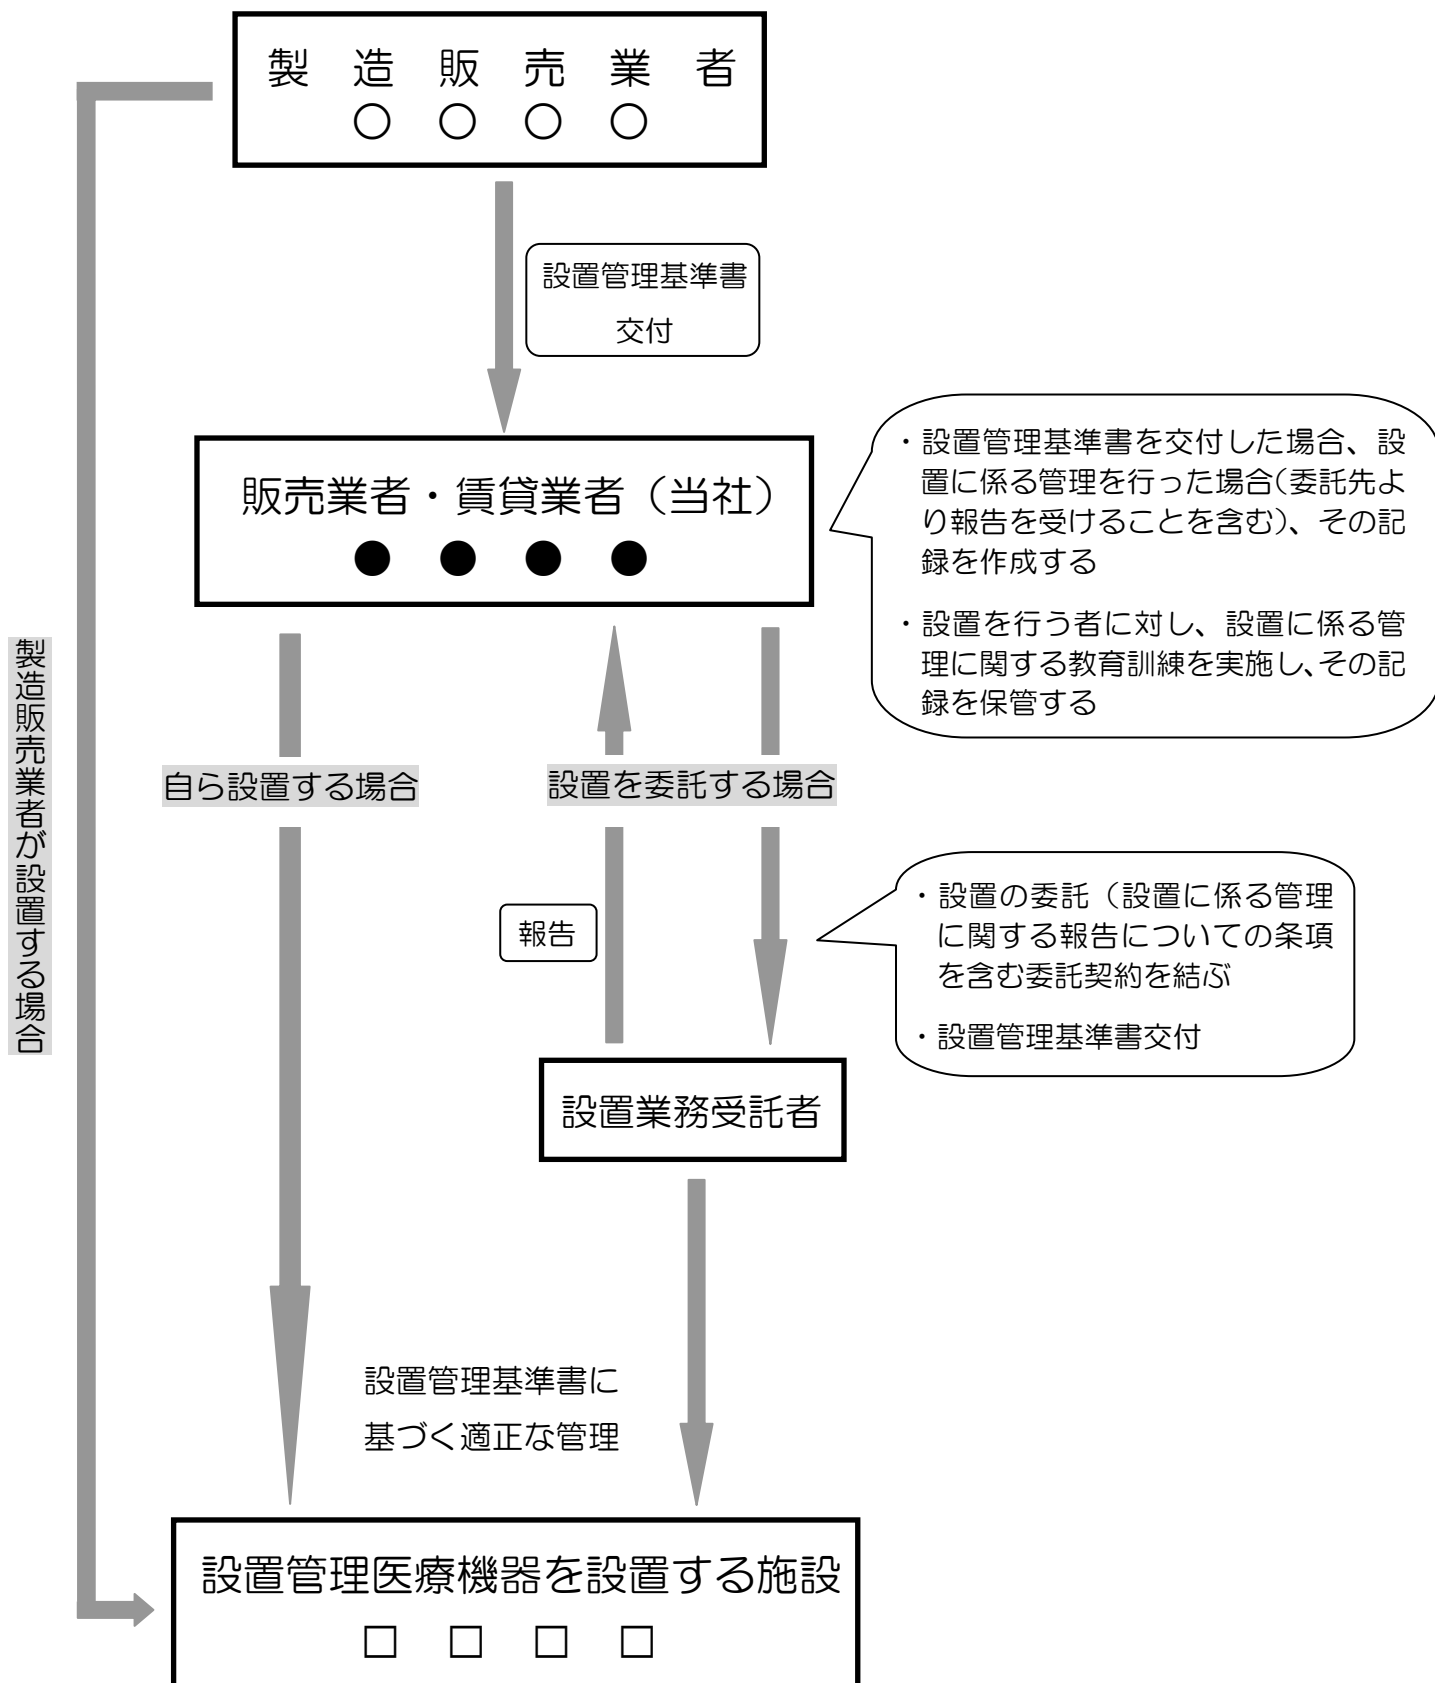 製造販売業者
○○○○
設置管理基準書
交付
販売業者・賃貸業者（当社）
●●●●
・設置管理基準書を交付した場合、設
置に係る管理を行った場合（委託先よ
り報告を受けることを含む）、その記
録を作成する
・設置を行う者に対し、設置に係る管
理に関する教育訓練を実施し、その記
録を保管する
製造販売業者が設置する場合
自ら設置する場合
設置を委託する場合
報告
・設置の委託（設置に係る管理
に関する報告についての条項
を含む委託契約を結ぶ
・設置管理基準書交付
設置業務受託者
設置管理基準書に
基づく適正な管理
設置管理医療機器を設置する施設
□□□□